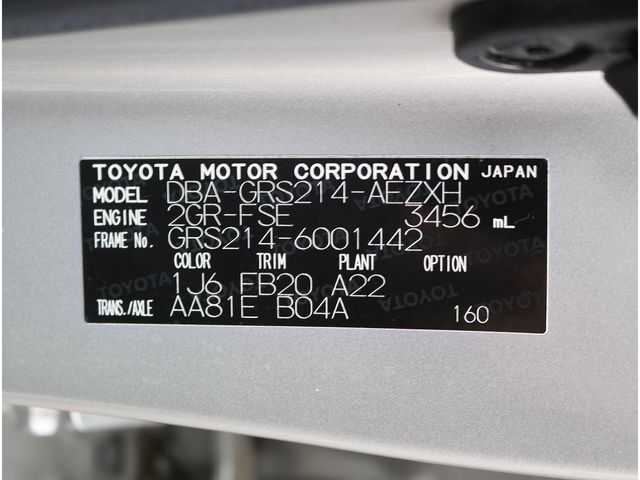 TOYOTA MOTOR CORPORATION JAPAN
MODEL DBA-GRS214-AEZXH
ENGINE 2GR-FSE 3456 mL
FRAME No. GRS214-6001442
COLOR TRIM PLANT OPTION
1J6 EB20 A22
TRANS./AXLE AA81E B04A 160